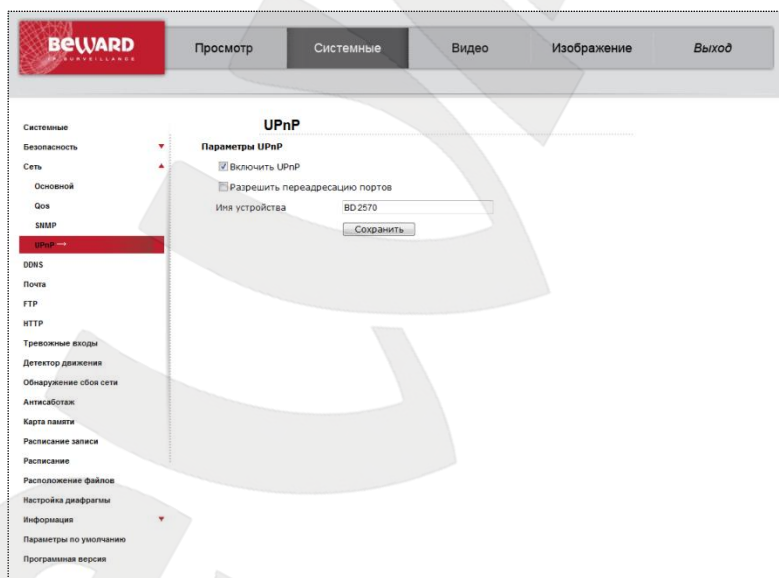 BEWARD
IP SURVEILLANCE
Просмотр
Системные
Видео
Изображение
Выход
UPnP
Параметры UPnP
Включить UPnP
Разрешить переадресацию портов
Имя устройства
BD2570
Сохранить
Системные
Безопасность
Сеть
Основной
Qos
SNMP
UPnP →
DDNS
Почта
FTP
HTTP
Тревожные входы
Детектор движения
Обнаружение сбоя сети
Антисаботаж
Карта памяти
Расписание записи
Расписание
Расположение файлов
Настройка диафрагмы
Информация
Параметры по умолчанию
Программная версия